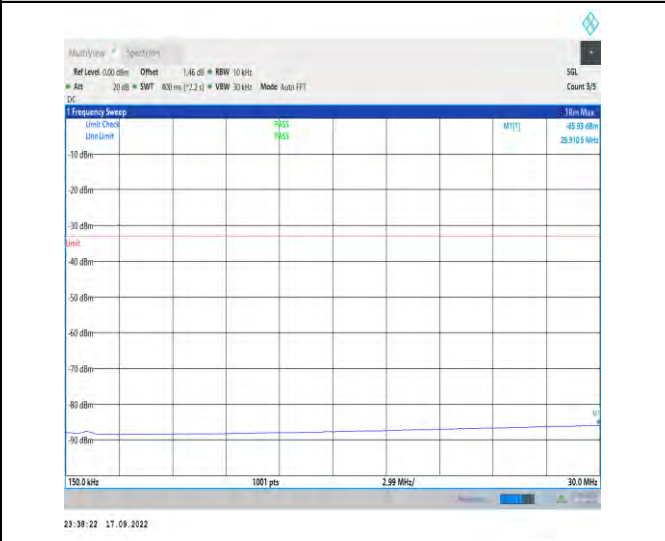 MultiView Spectrum
Ref Level 0.00 dBm Offset 1.46 dB RBW 10 kHz SGL
Att 20 dB SWT 400 ms (~2.2 s) VBW 30 kHz Mode Auto FFT Count 3/5
DC
1 Frequency Sweep 1Rm Max
Limit Check PASS M1[1] -85.93 dBm
Line Limit PASS 29.9105 MHz
-10 dBm
-20 dBm
-30 dBm
Limit
-40 dBm
-50 dBm
-60 dBm
-70 dBm
-80 dBm
M1
-90 dBm
150.0 kHz 1001 pts 2.99 MHz/ 30.0 MHz
23:38:22 17.09.2022